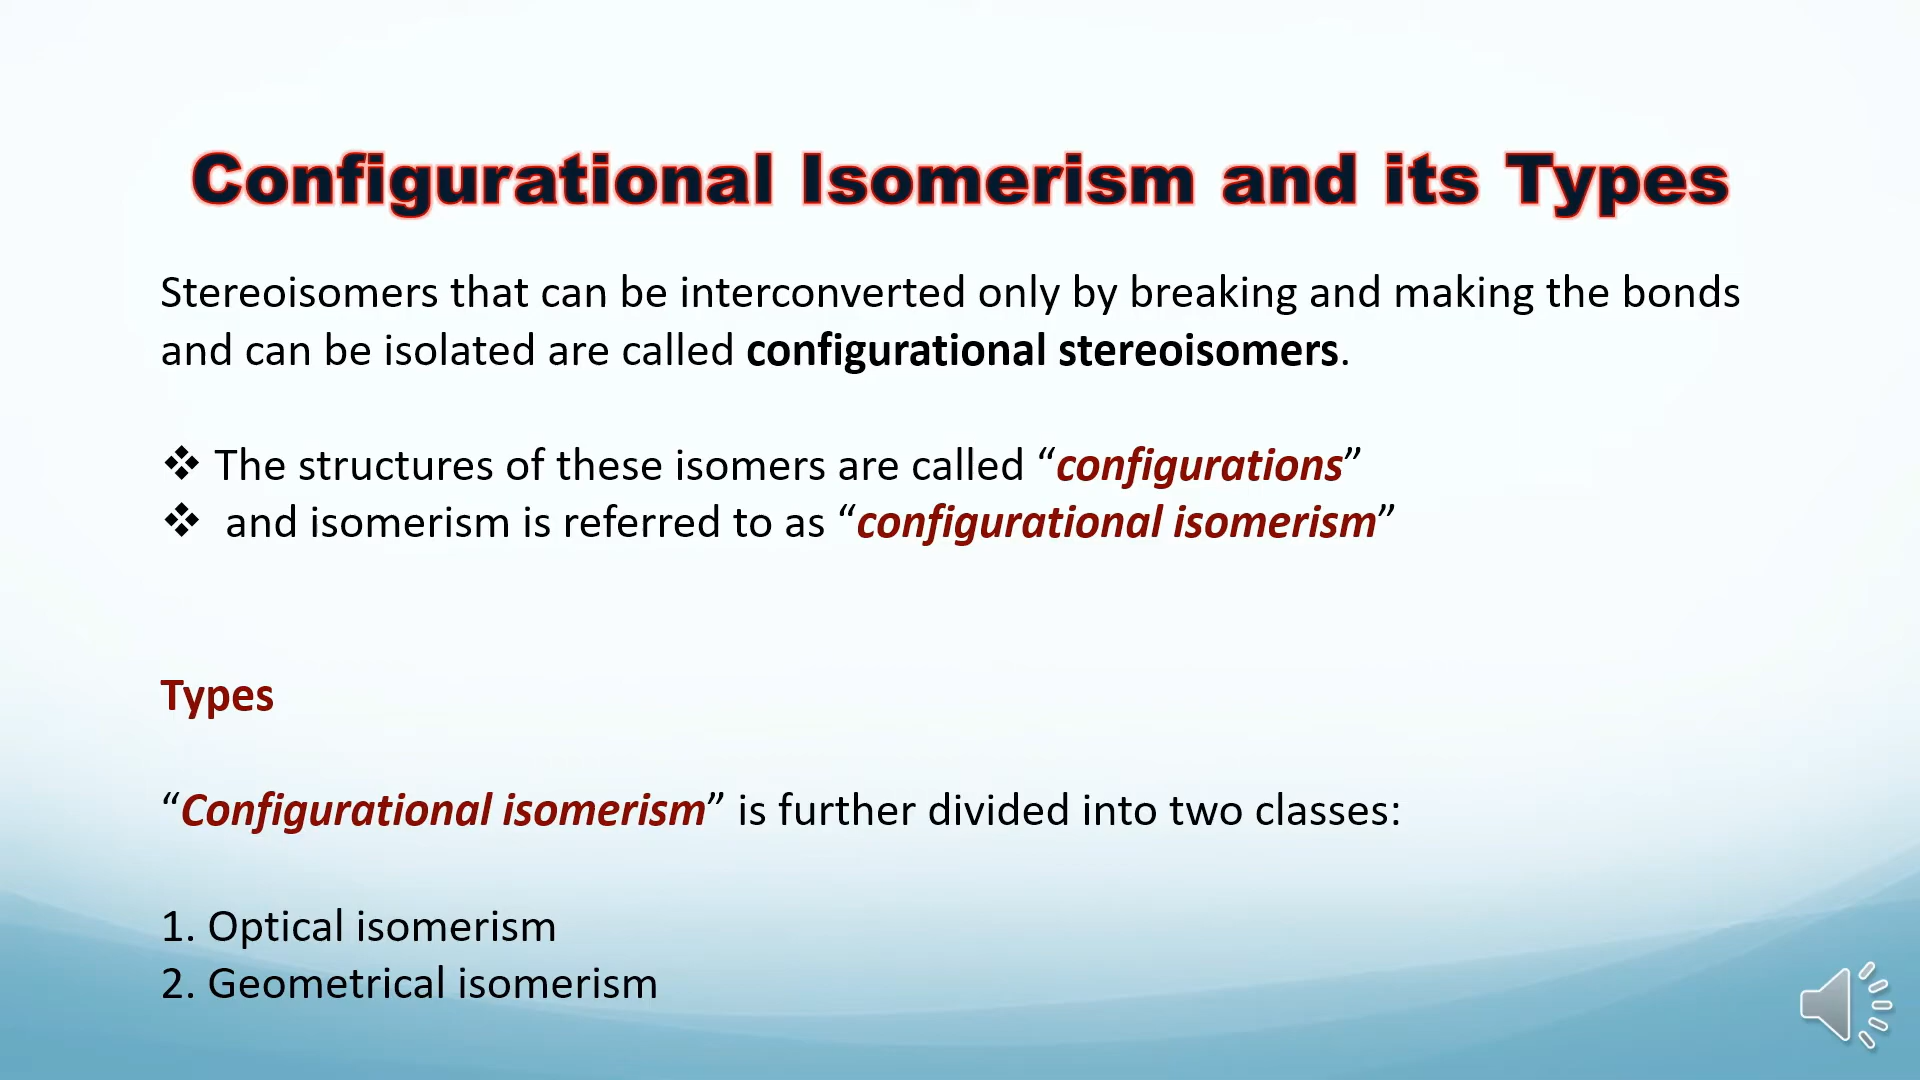 Configurational Isomerism and its Types
Stereoisomers that can be interconverted only by breaking and making the bonds
and can be isolated are called configurational stereoisomers.
❖ The structures of these isomers are called “configurations”
❖ and isomerism is referred to as “configurational isomerism”
Types
“Configurational isomerism” is further divided into two classes:
1. Optical isomerism
2. Geometrical isomerism